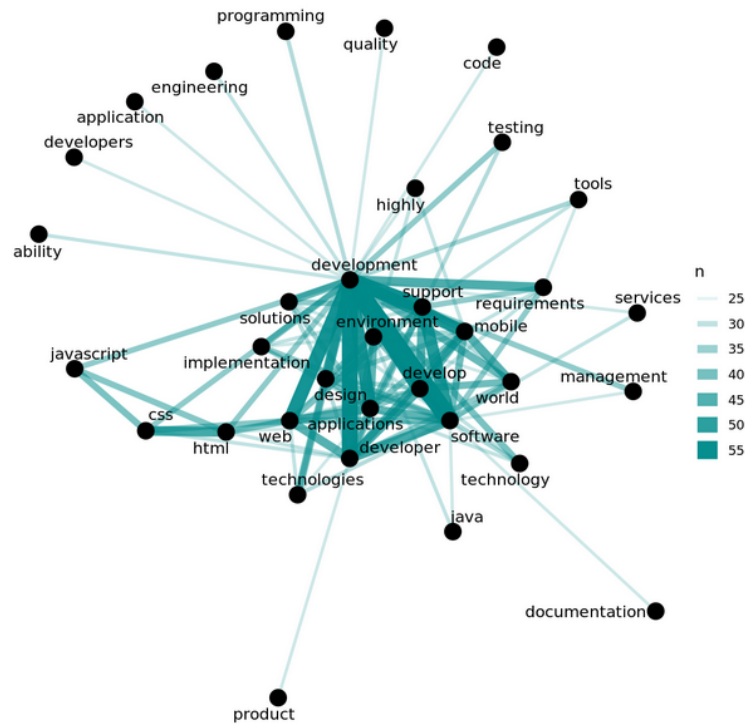 programming
quality
code
engineering
application
testing
developers
tools
highly
ability
development
support
requirements
services
solutions
environment
mobile
javascript
implementation
develop
management
design
world
css
applications
html
web
developer
software
technologies
technology
java
documentation
product
n
25
30
35
40
45
50
55